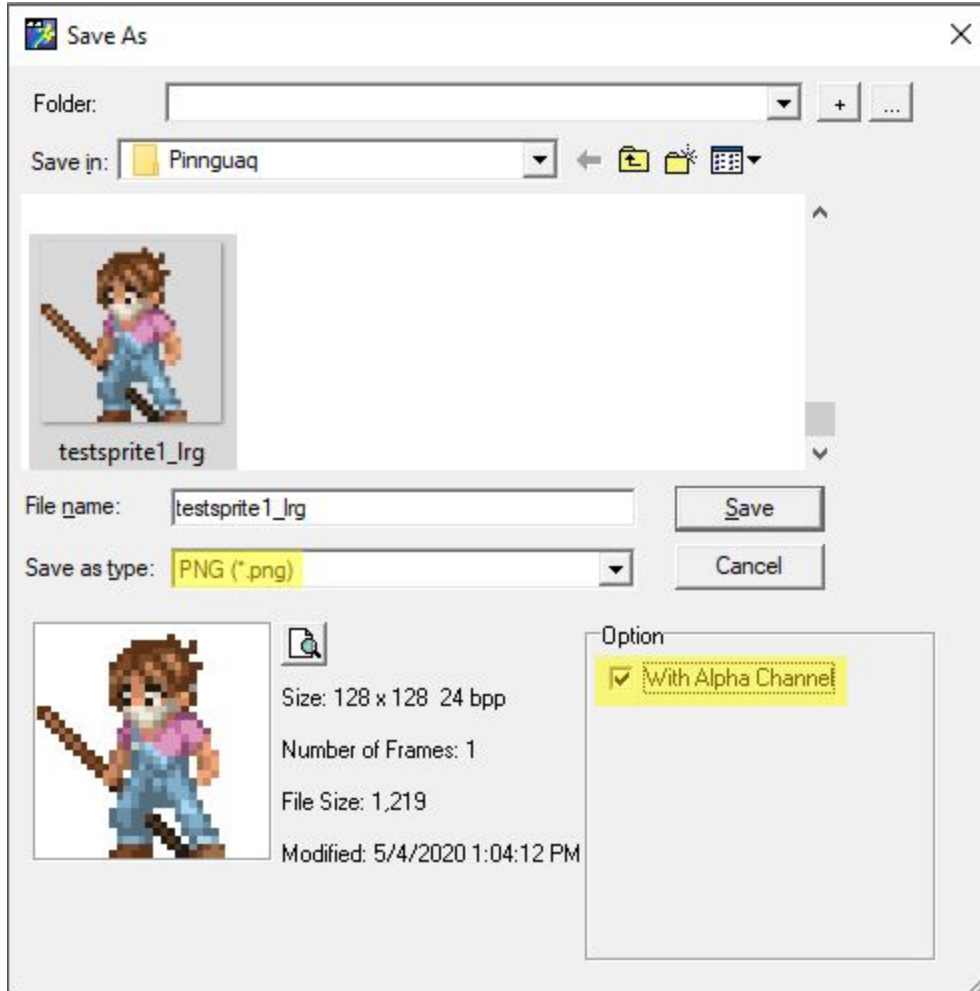 Save As
Folder:
+
...
Save in: Pinnguaq
testsprite1_lrg
File name: testsprite1_lrg
Save
Save as type: PNG (*.png)
Cancel
Option
With Alpha Channel
Size: 128 x 128 24 bpp
Number of Frames: 1
File Size: 1,219
Modified: 5/4/2020 1:04:12 PM